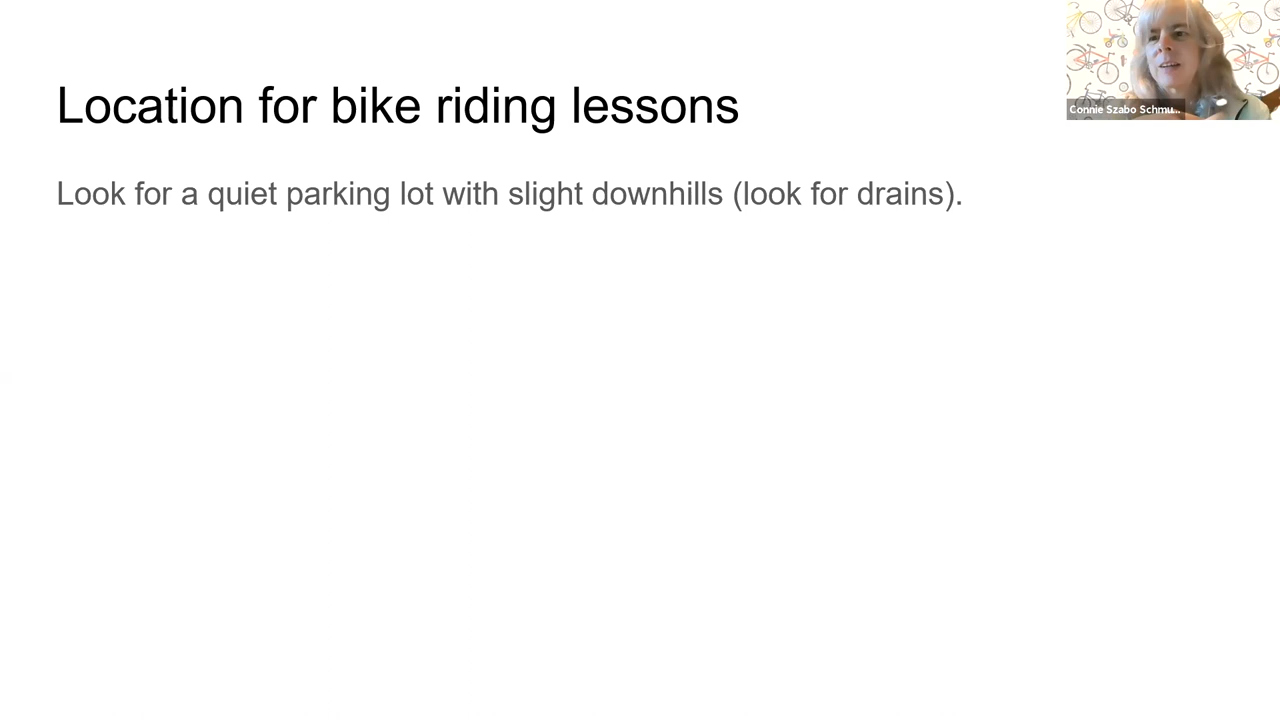 Location for bike riding lessons
Connie Szabo Schmu...
Look for a quiet parking lot with slight downhills (look for drains).